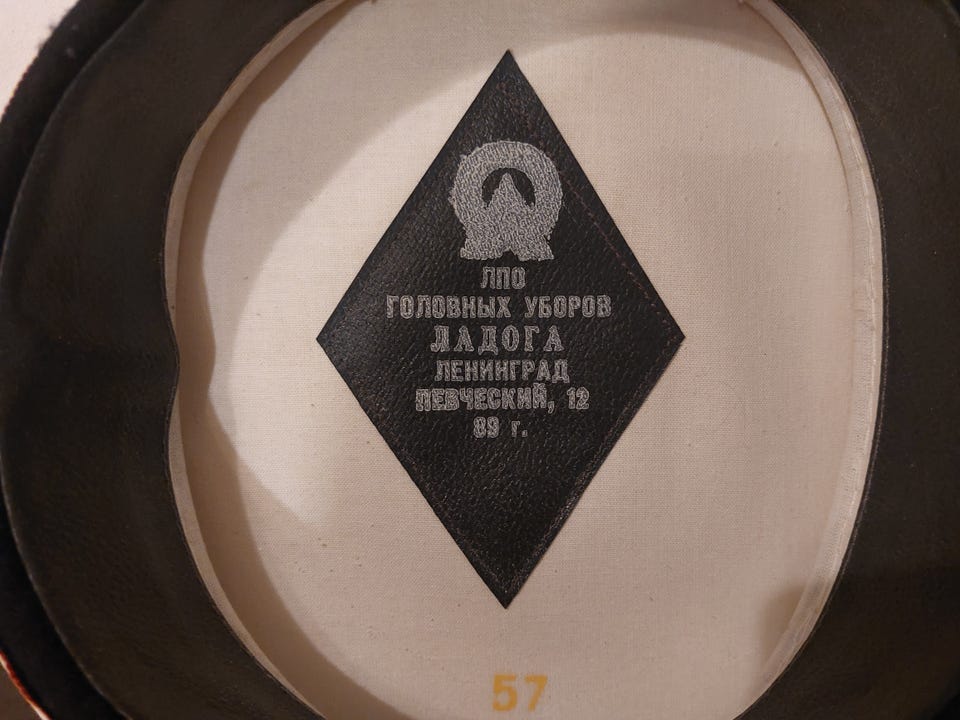 ЛПО
ГОЛОВНЫХ УБОРОВ
ЛАДОГА
ЛЕНИНГРАД
ПЕВЧЕСКИЙ, 12
89 г.
57